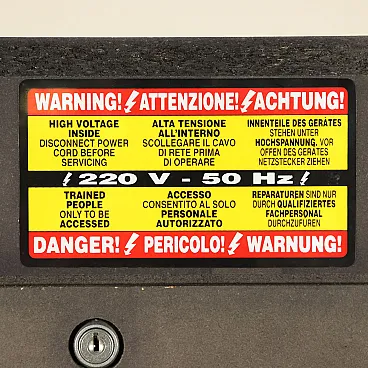 WARNING! ATTENZIONE! ACHTUNG!
HIGH VOLTAGE
INSIDE
DISCONNECT POWER
CORD BEFORE
SERVICING
ALTA TENSIONE
ALL'INTERNO
SCOLLEGARE IL CAVO
DI RETE PRIMA
DI OPERARE
INNENTEILE DES GERÄTES
STEHEN UNTER
HOCHSPANNUNG. VOR
ÖFFEN DES GERÄTES
NETZSTECKER ZIEHEN
220 V - 50 Hz
TRAINED
PEOPLE
ONLY TO BE
ACCESSED
ACCESSO
CONSENTITO AL SOLO
PERSONALE
AUTORIZZATO
REPARATUREN SIND NUR
DURCH QUALIFIZIERTES
FACHPERSONAL
DURCHZUFÜREN
DANGER! PERICOLO! WARNUNG!